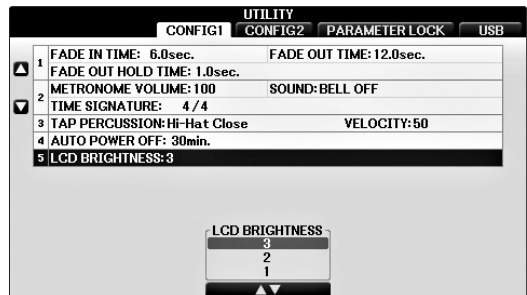 UTILITY
CONFIG1 CONFIG2 PARAMETER LOCK USB
1 FADE IN TIME: 6.0sec. FADE OUT TIME:12.0sec.
FADE OUT HOLD TIME: 1.0sec.
2 METRONOME VOLUME:100 SOUND:BELL OFF
TIME SIGNATURE: 4/4
3 TAP PERCUSSION:Hi-Hat Close VELOCITY:50
4 AUTO POWER OFF: 30min.
5 LCD BRIGHTNESS:3
LCD BRIGHTNESS
3
2
1